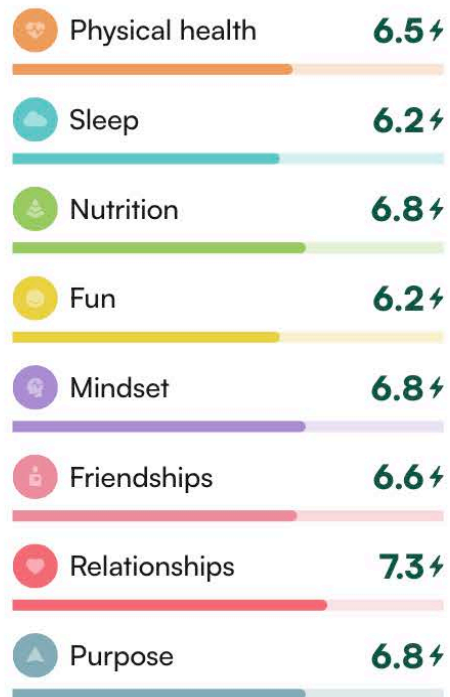 Physical health 6.5
Sleep 6.2
Nutrition 6.8
Fun 6.2
Mindset 6.8
Friendships 6.6
Relationships 7.3
Purpose 6.8